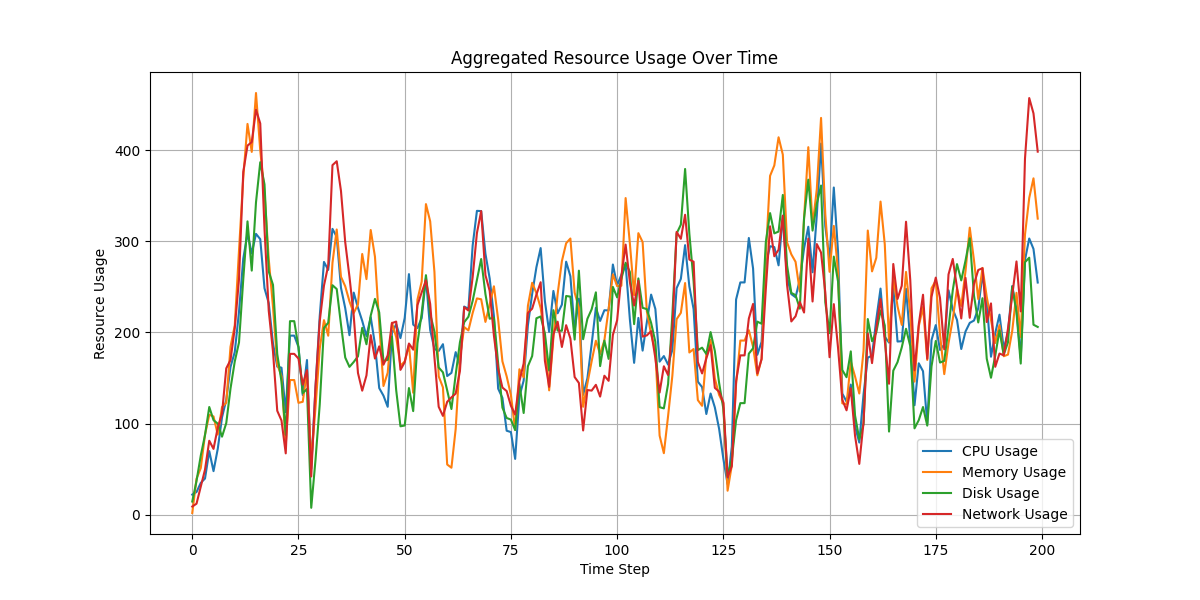 Aggregated Resource Usage Over Time
Resource Usage
400
300
200
100
0
0 25 50 75 100 125 150 175 200
Time Step
CPU Usage
Memory Usage
Disk Usage
Network Usage